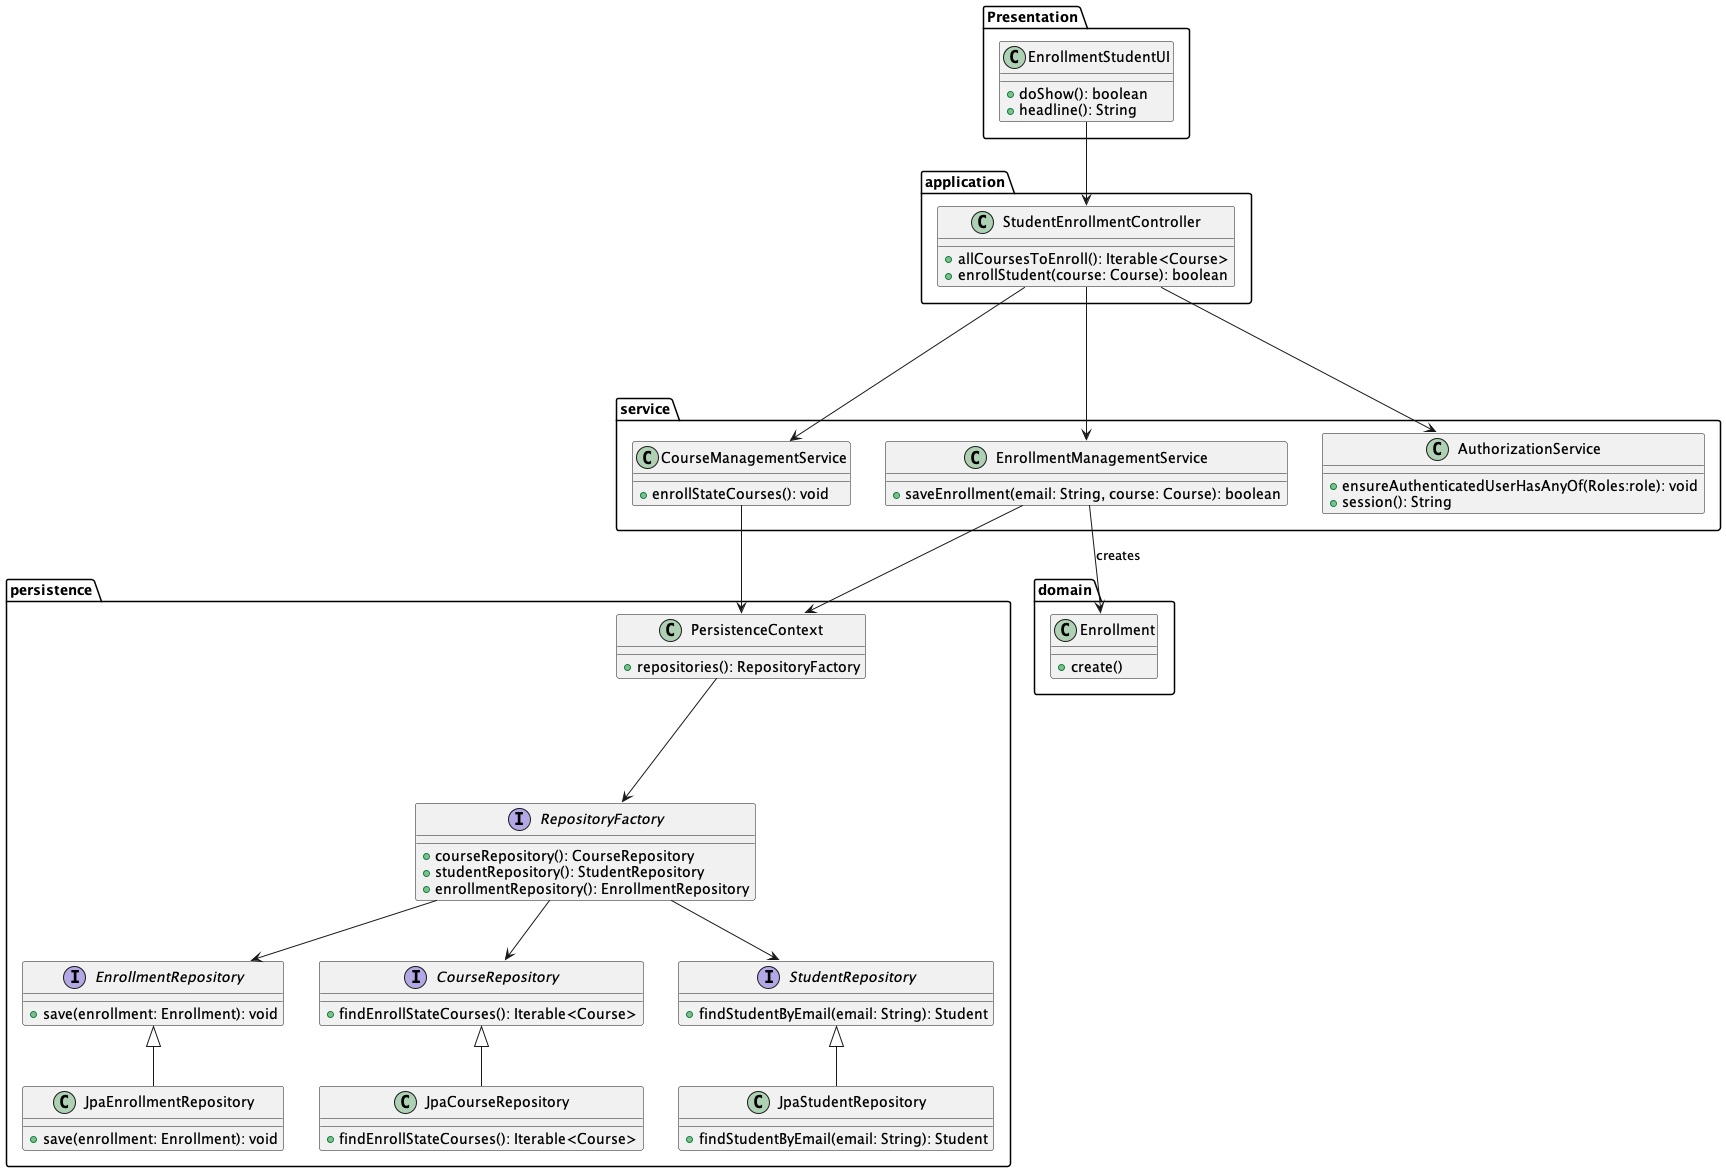 Presentation
C EnrollmentStudentUI
doShow(): boolean
headline(): String
application
C StudentEnrollmentController
allCoursesToEnroll(): Iterable<Course>
enrollStudent(course: Course): boolean
service
C CourseManagementService
enrollStateCourses(): void
C EnrollmentManagementService
saveEnrollment(email: String, course: Course): boolean
C AuthorizationService
ensureAuthenticatedUserHasAnyOf(Roles:role): void
session(): String
creates
persistence
C PersistenceContext
repositories(): RepositoryFactory
domain
C Enrollment
create()
I RepositoryFactory
courseRepository(): CourseRepository
studentRepository(): StudentRepository
enrollmentRepository(): EnrollmentRepository
I EnrollmentRepository
save(enrollment: Enrollment): void
I CourseRepository
findEnrollStateCourses(): Iterable<Course>
I StudentRepository
findStudentByEmail(email: String): Student
C JpaEnrollmentRepository
save(enrollment: Enrollment): void
C JpaCourseRepository
findEnrollStateCourses(): Iterable<Course>
C JpaStudentRepository
findStudentByEmail(email: String): Student